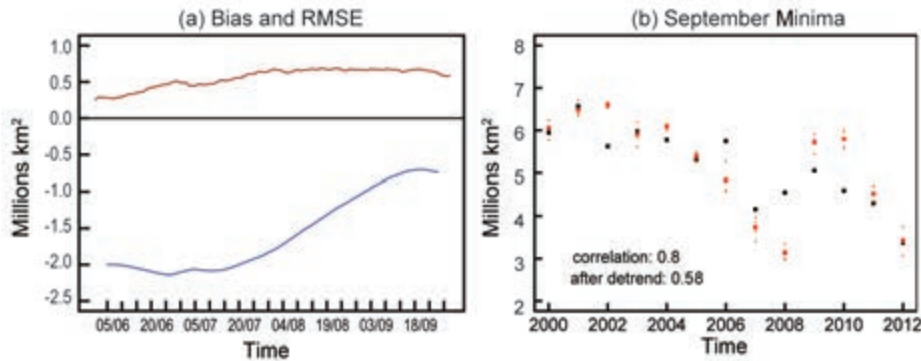 (a) Bias and RMSE
Millions km²
1.0
0.5
0.0
-1.0
-1.5
-2.0
-2.5
05/06 20/06 05/07 20/07 04/08 19/08 03/09 18/09
Time
(b) September Minima
Millions km²
8
7
6
5
4
3
2
correlation: 0.8
after detrend: 0.58
2000 2002 2004 2006 2008 2010 2012
Time